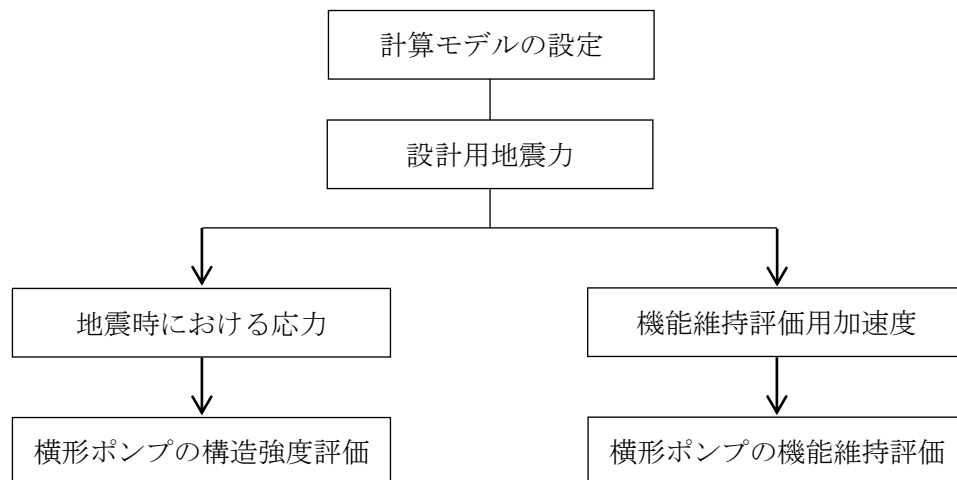 計算モデルの設定
設計用地震力
地震時における応力
機能維持評価用加速度
横形ポンプの構造強度評価
横形ポンプの機能維持評価